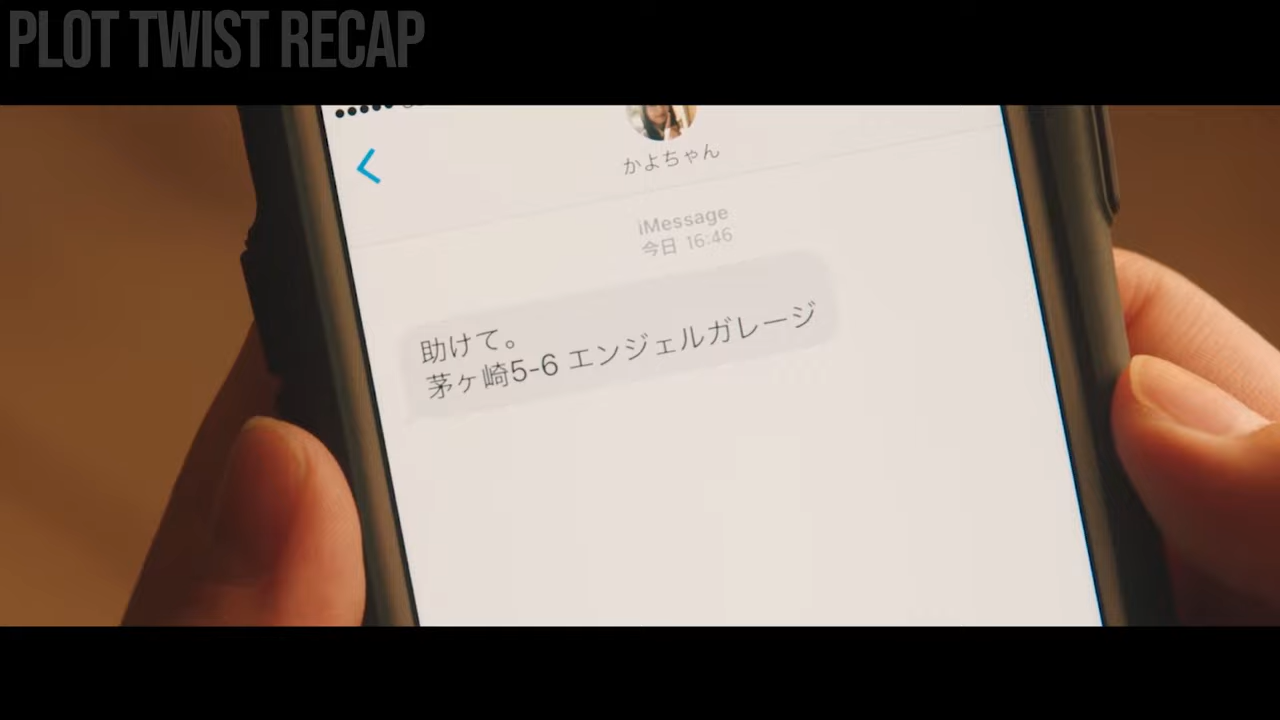 PLOT TWIST RECAP
かよちゃん
iMessage
今日 16:46
助けて。
茅ヶ崎5-6 エンジェルガレージ